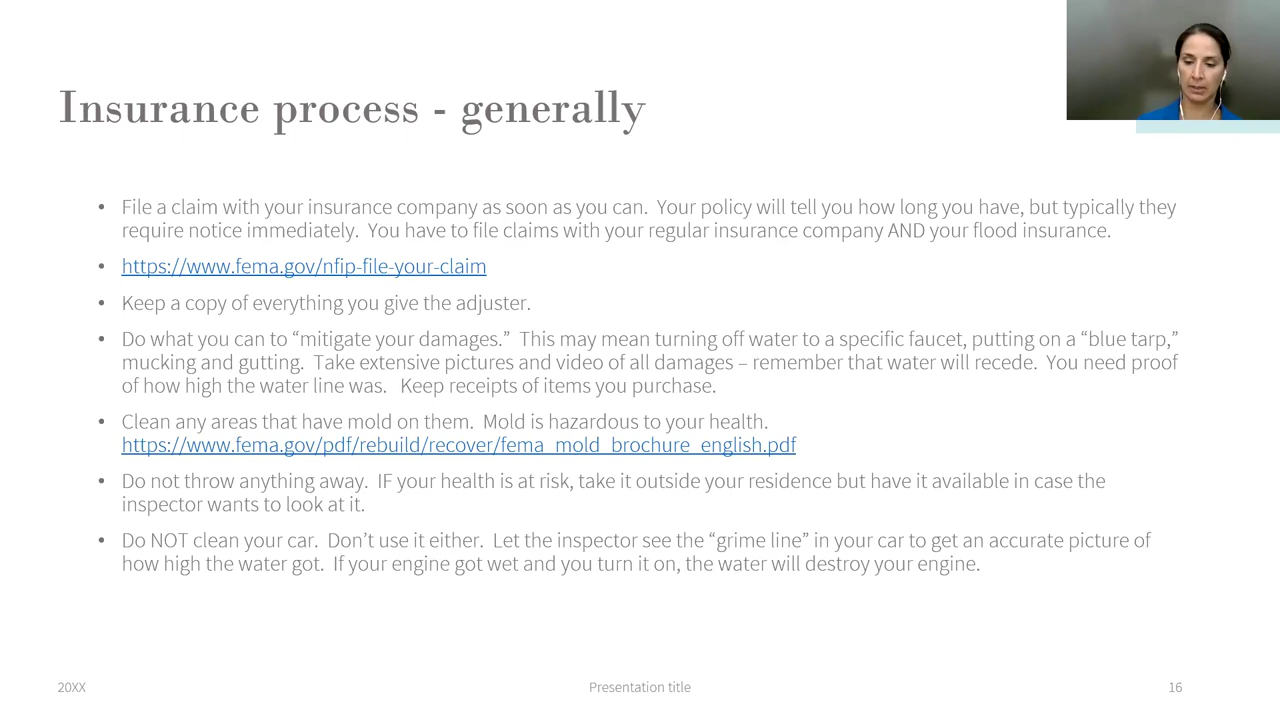 Insurance process - generally
• File a claim with your insurance company as soon as you can.  Your policy will tell you how long you have, but typically they
require notice immediately.  You have to file claims with your regular insurance company AND your flood insurance.
• https://www.fema.gov/nfip-file-your-claim
• Keep a copy of everything you give the adjuster.
• Do what you can to “mitigate your damages.”  This may mean turning off water to a specific faucet, putting on a “blue tarp,”
mucking and gutting.  Take extensive pictures and video of all damages – remember that water will recede.  You need proof
of how high the water line was.   Keep receipts of items you purchase.
• Clean any areas that have mold on them.  Mold is hazardous to your health.
https://www.fema.gov/pdf/rebuild/recover/fema_mold_brochure_english.pdf
• Do not throw anything away.  IF your health is at risk, take it outside your residence but have it available in case the
inspector wants to look at it.
• Do NOT clean your car.  Don’t use it either.  Let the inspector see the “grime line” in your car to get an accurate picture of
how high the water got.  If your engine got wet and you turn it on, the water will destroy your engine.
20XX
Presentation title
16